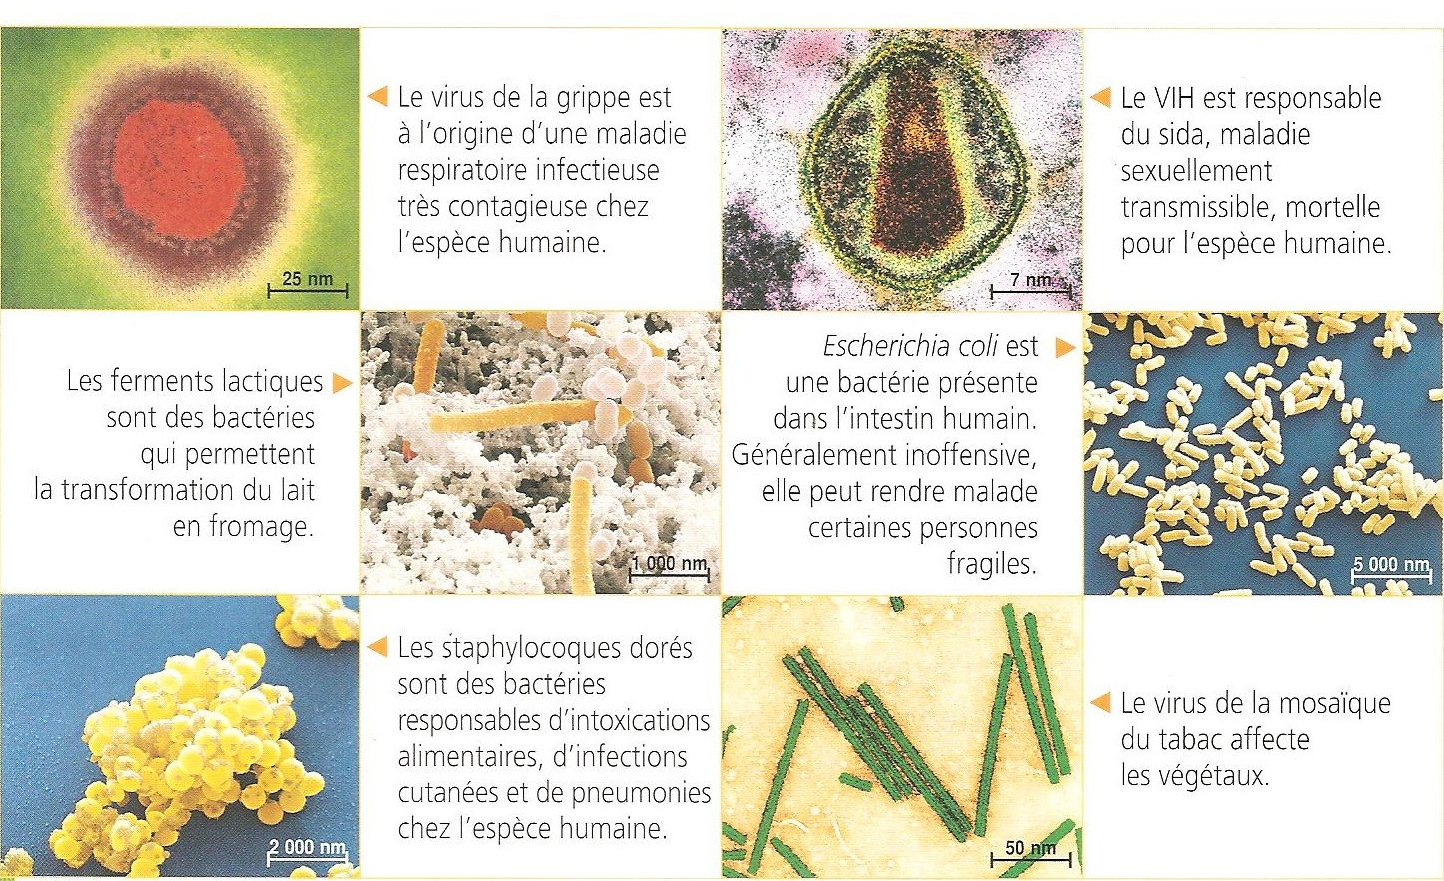 Le virus de la grippe est
à l'origine d'une maladie
respiratoire infectieuse
très contagieuse chez
l'espèce humaine.
25 nm
Le VIH est responsable
du sida, maladie
sexuellement
transmissible, mortelle
pour l'espèce humaine.
7 nm
Les ferments lactiques
sont des bactéries
qui permettent
la transformation du lait
en fromage.
1 000 nm
Escherichia coli est
une bactérie présente
dans l'intestin humain.
Généralement inoffensive,
elle peut rendre malade
certaines personnes
fragiles.
5 000 nm
Les staphylocoques dorés
sont des bactéries
responsables d'intoxications
alimentaires, d'infections
cutanées et de pneumonies
chez l'espèce humaine.
2 000 nm
Le virus de la mosaïque
du tabac affecte
les végétaux.
50 nm